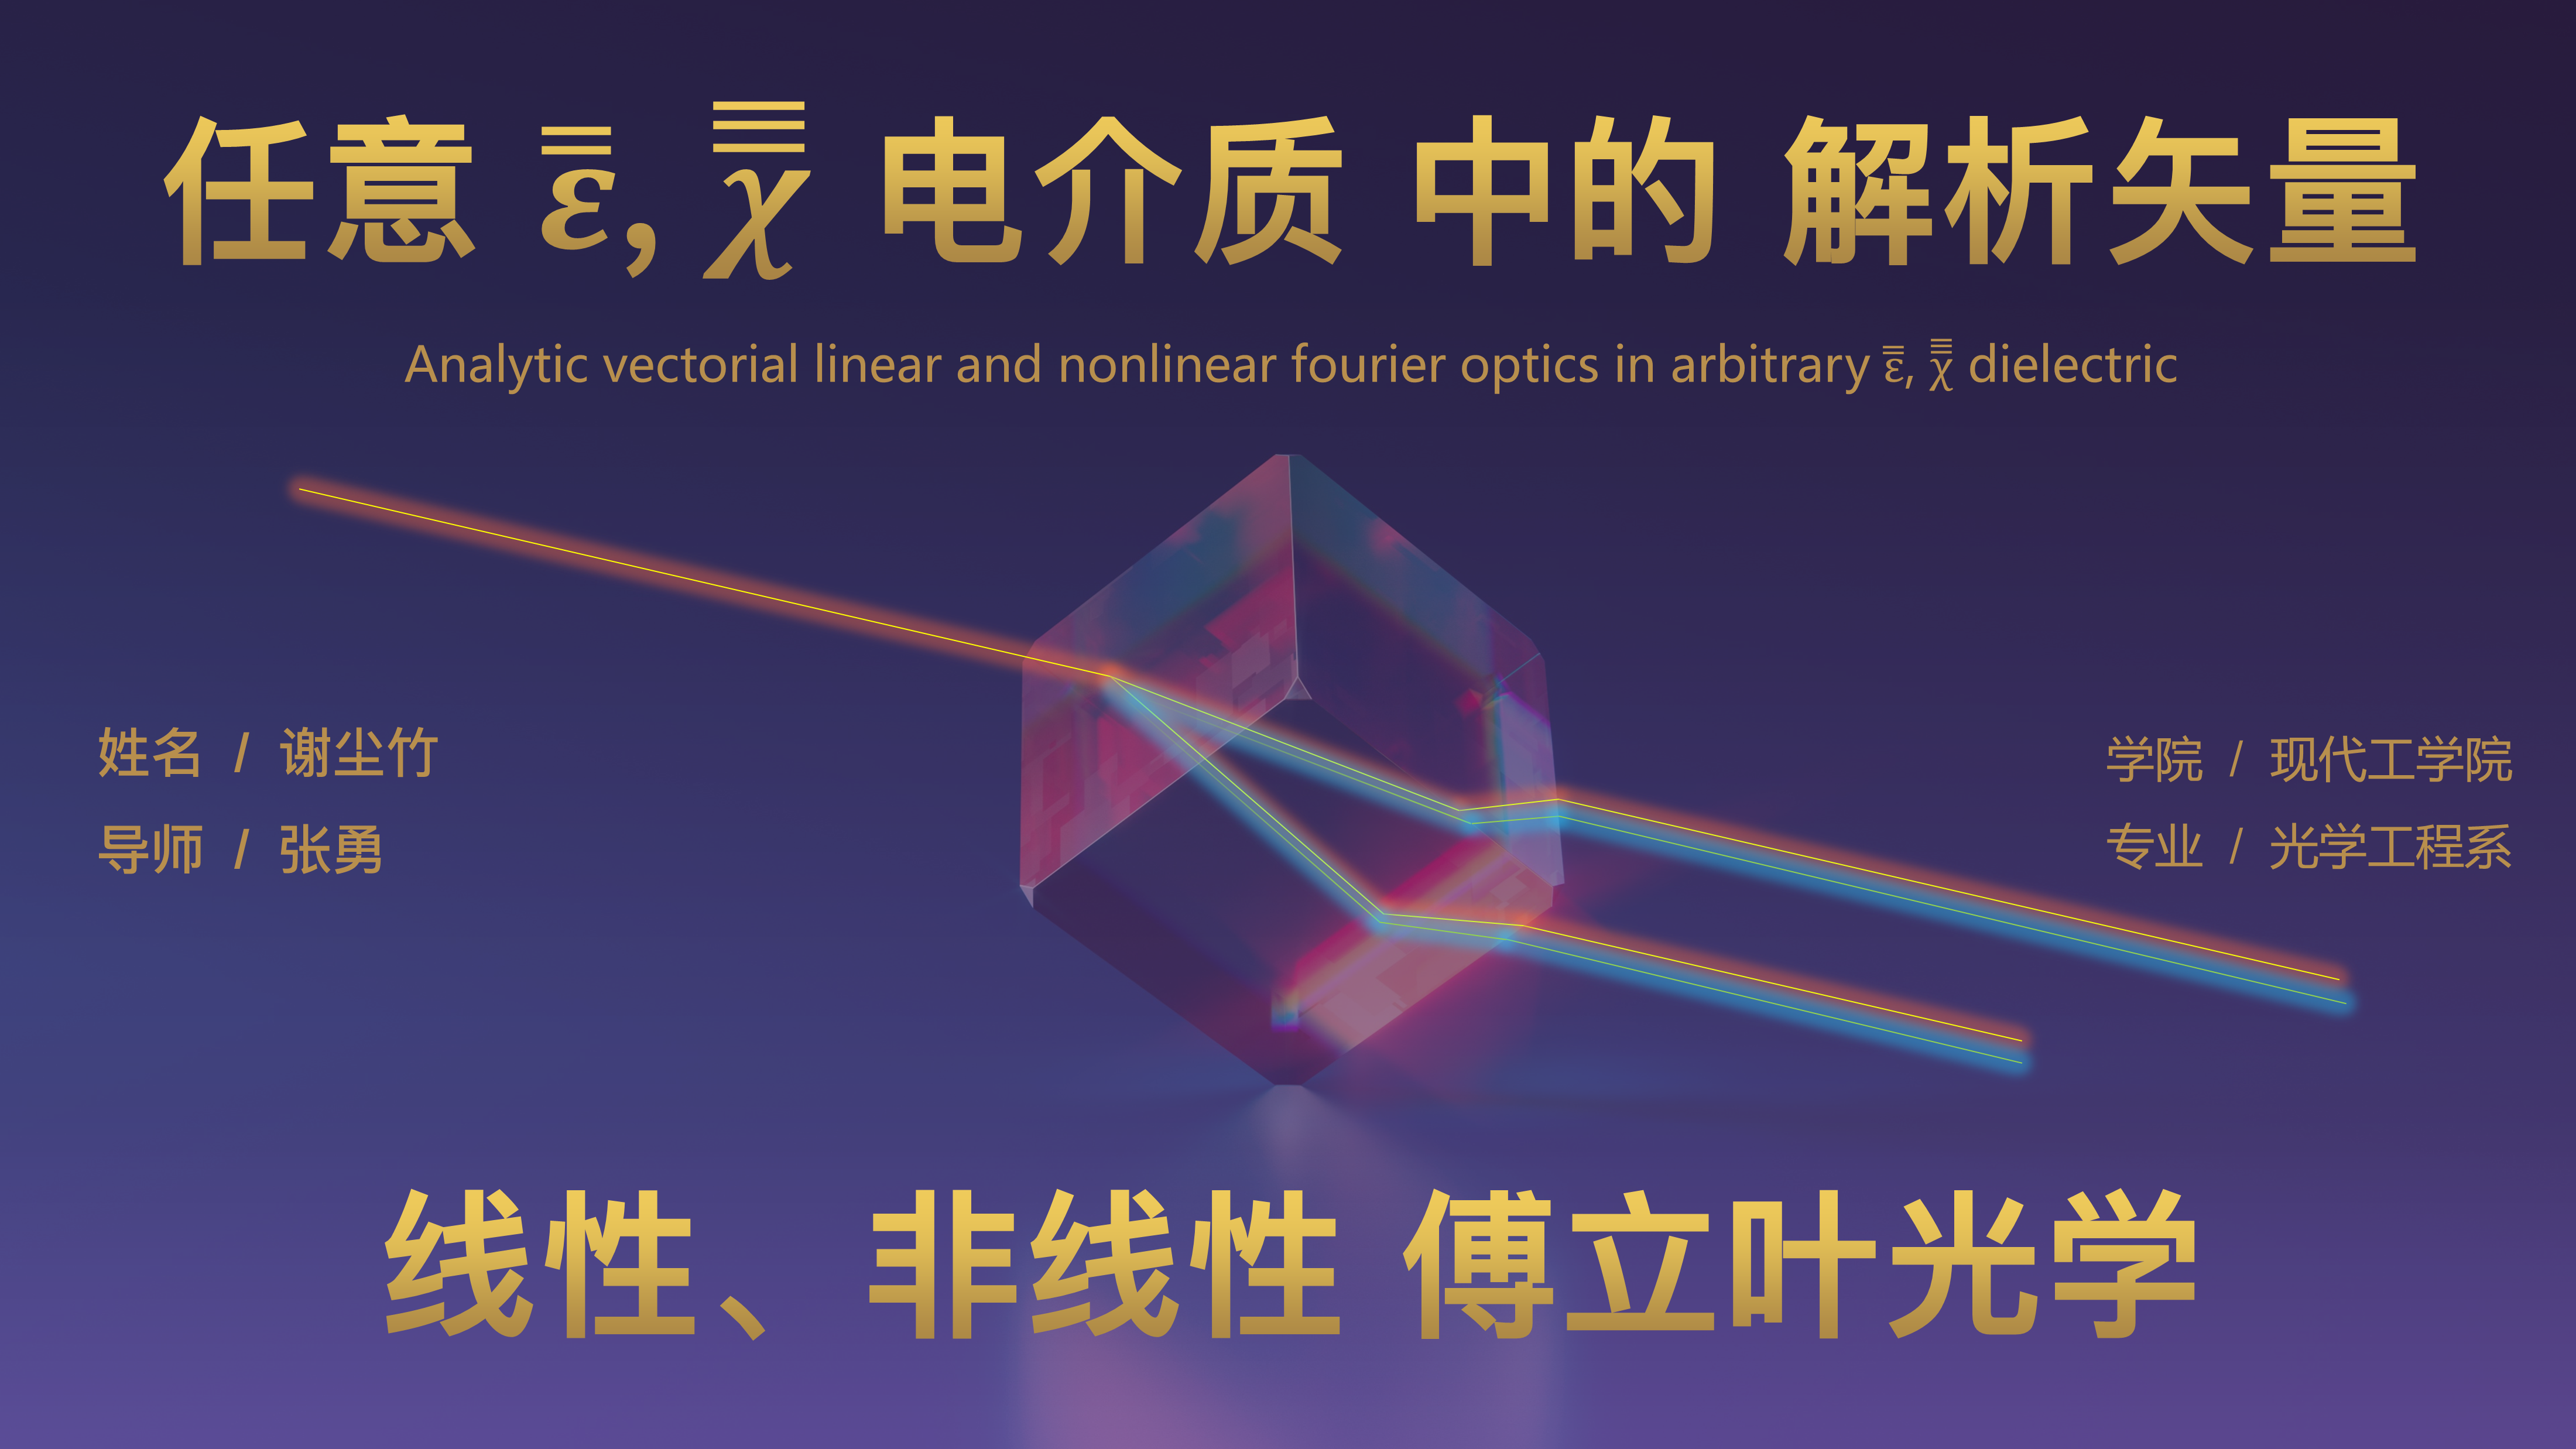 任意 ε̿, χ̿̅ 电介质 中的 解析矢量
Analytic vectorial linear and nonlinear fourier optics in arbitrary ε̿, χ̿̅ dielectric
姓名 / 谢尘竹
导师 / 张勇
学院 / 现代工学院
专业 / 光学工程系
线性、非线性 傅立叶光学